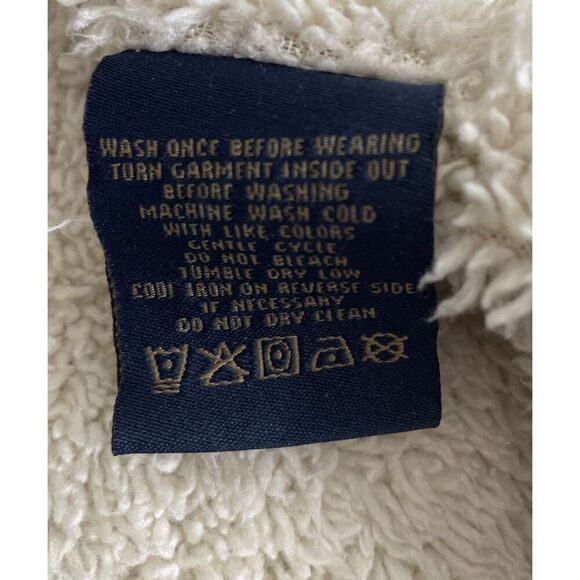 WASH ONCE BEFORE WEARING
TURN GARMENT INSIDE OUT
BEFORE WASHING
MACHINE WASH COLD
WITH LIKE COLORS
GENTLE CYCLE
DO NOT BLEACH
TUMBLE DRY LOW
COOL IRON ON REVERSE SIDE
IF NECESSARY
DO NOT DRY CLEAN